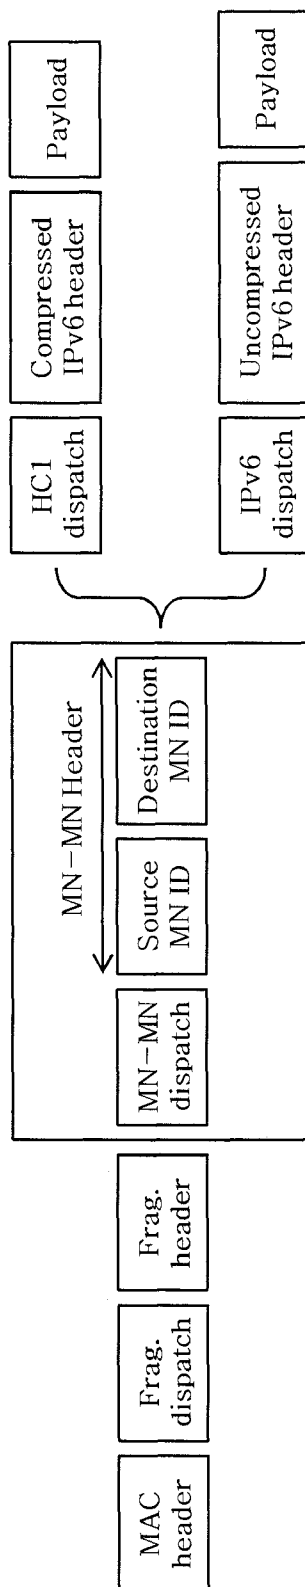 MAC
header
Frag.
dispatch
Frag.
header
MN-MN Header
MN-MN
dispatch
Source
MN ID
Destination
MN ID
HC1
dispatch
Compressed
IPv6 header
Payload
IPv6
dispatch
Uncompressed
IPv6 header
Payload